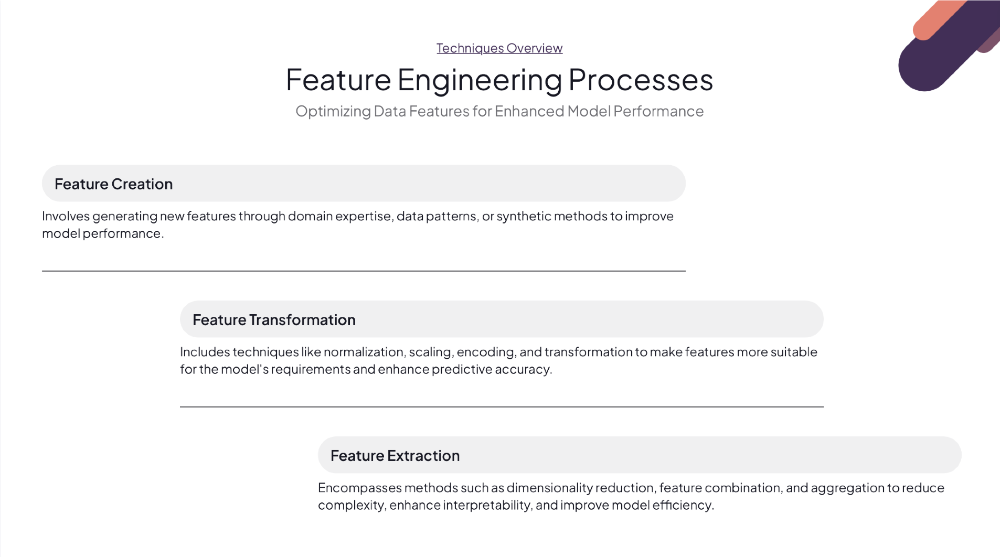 Techniques Overview
Feature Engineering Processes
Optimizing Data Features for Enhanced Model Performance
Feature Creation
Involves generating new features through domain expertise, data patterns, or synthetic methods to improve
model performance.
Feature Transformation
Includes techniques like normalization, scaling, encoding, and transformation to make features more suitable
for the model's requirements and enhance predictive accuracy.
Feature Extraction
Encompasses methods such as dimensionality reduction, feature combination, and aggregation to reduce
complexity, enhance interpretability, and improve model efficiency.